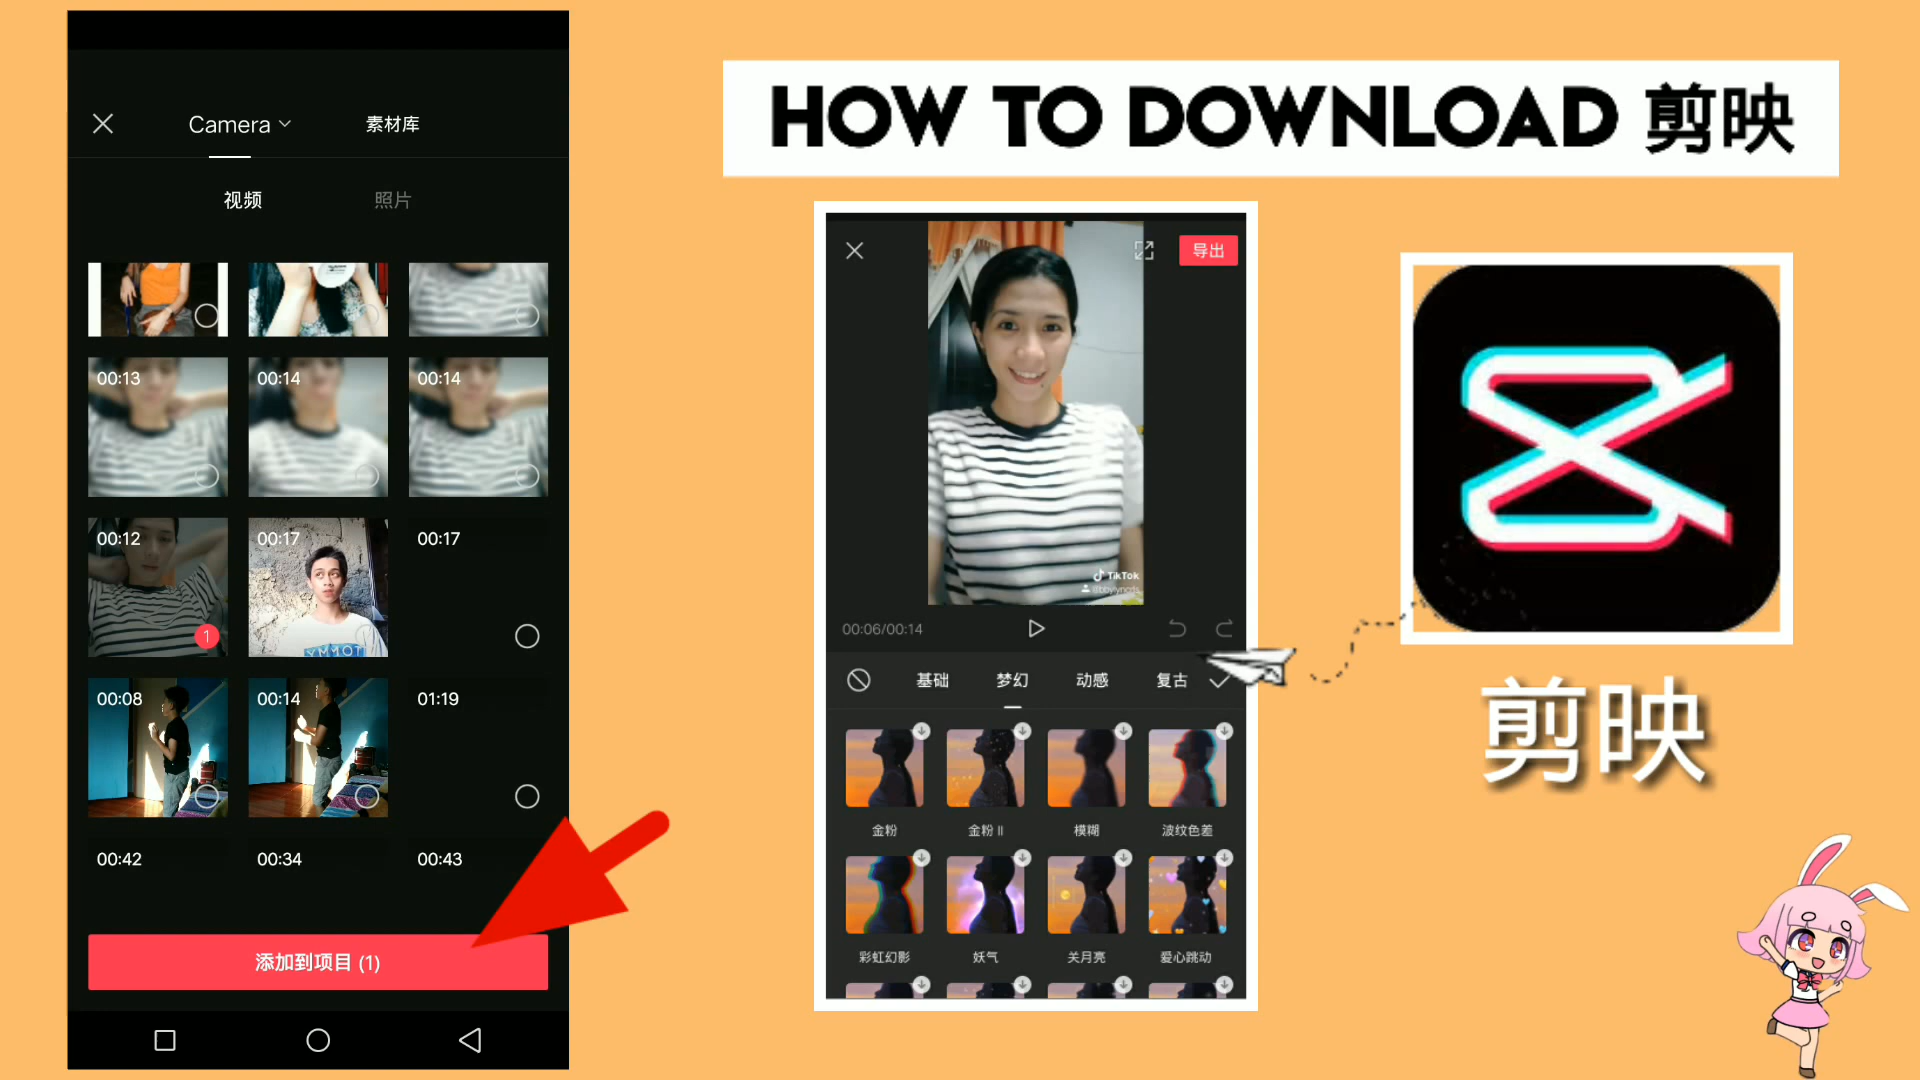 Camera
素材库
视频
照片
00:13
00:14
00:14
00:12
00:17
00:17
1
00:08
00:14
01:19
00:42
00:34
00:43
添加到项目 (1)
HOW TO DOWNLOAD 剪映
导出
TikTok
00:06/00:14
基础
梦幻
动感
复古
金粉
金粉 II
模糊
波纹色差
彩虹幻影
妖气
关月亮
爱心跳动
剪映